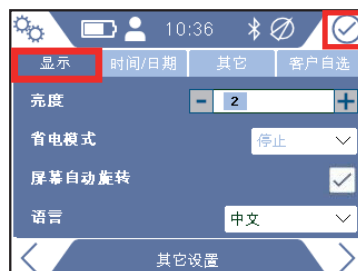 10:36
显示 时间/日期 其它 客户自选
亮度 - 2 +
省电模式 停止
屏幕自动旋转
语言 中文
其它设置